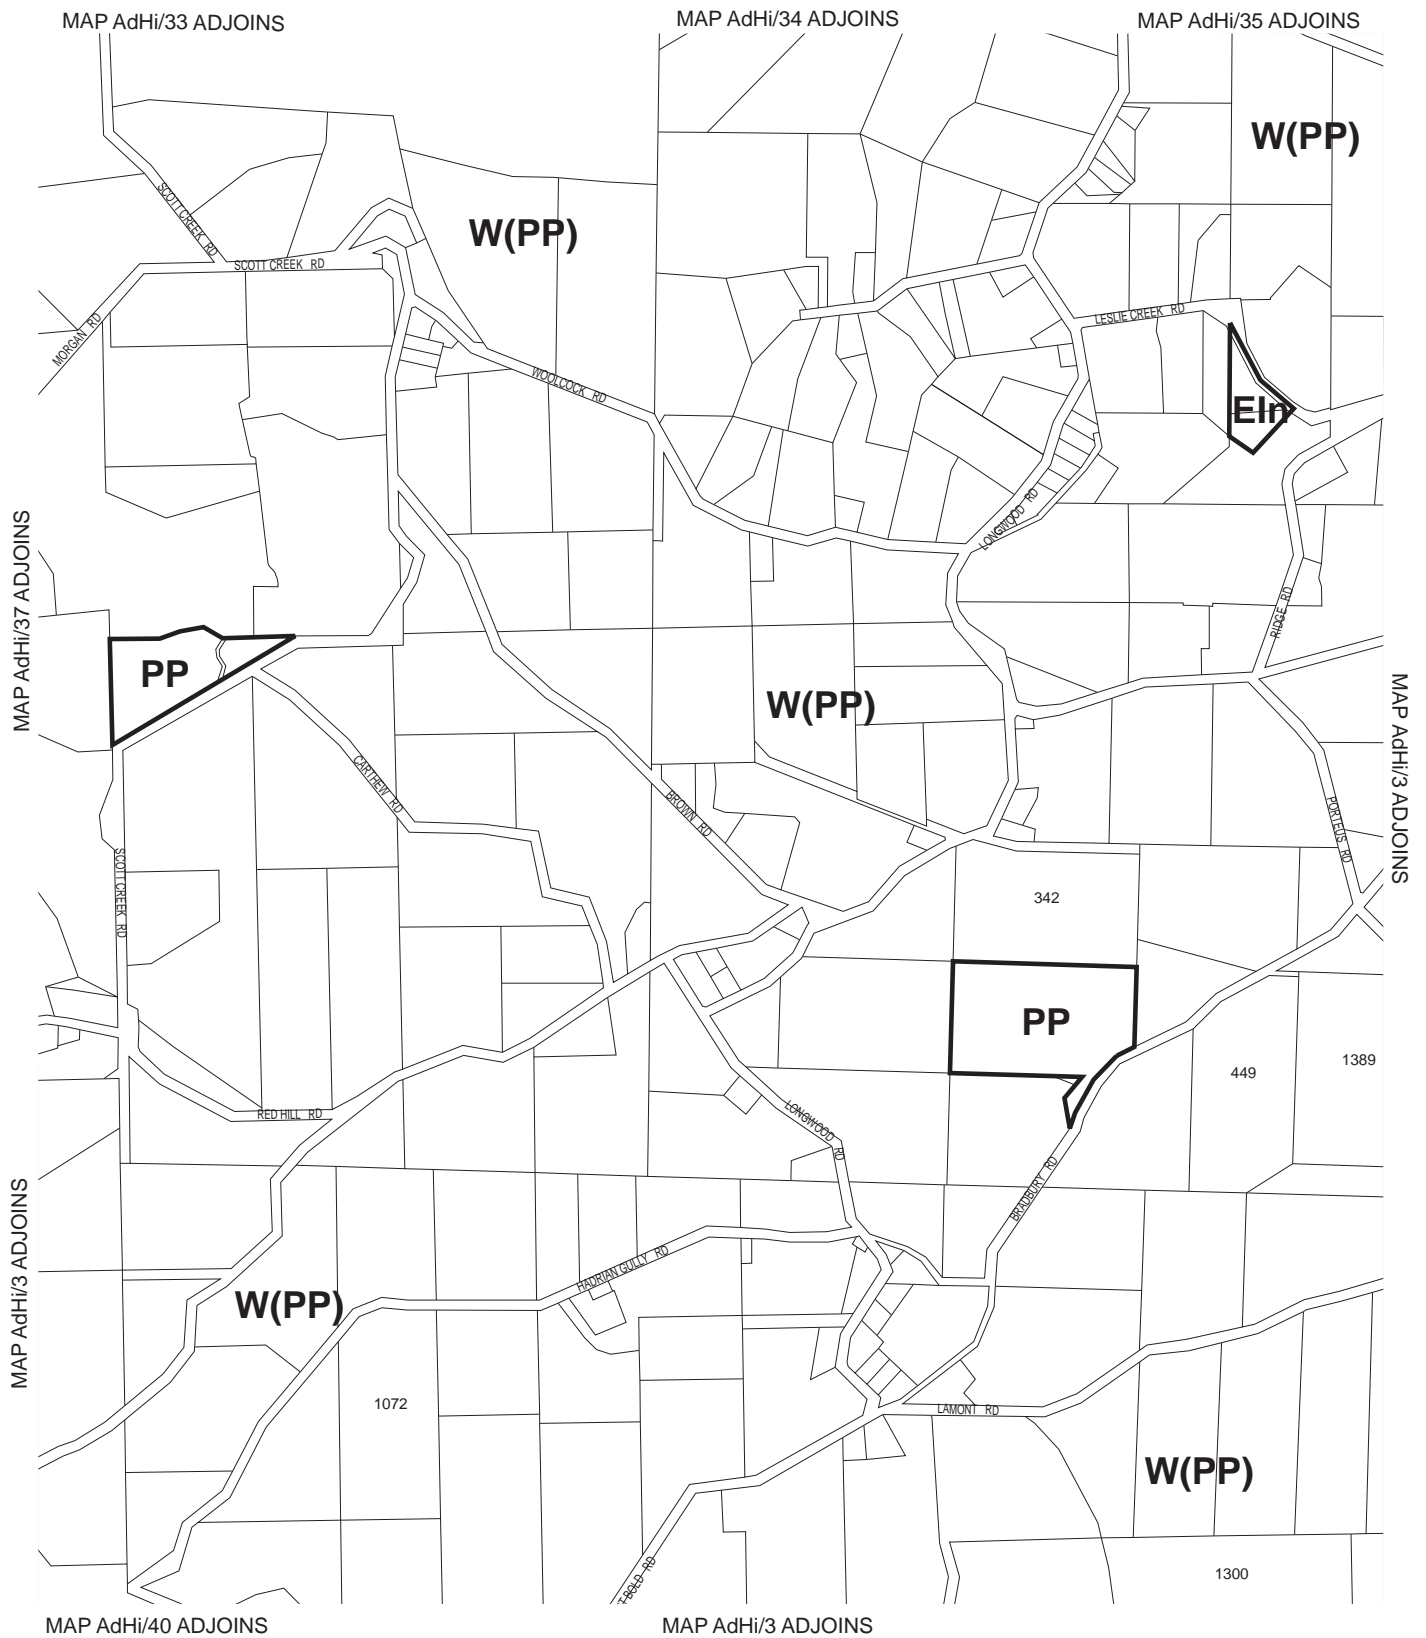 MAP AdHi/33 ADJOINS
MAP AdHi/34 ADJOINS
MAP AdHi/35 ADJOINS
W(PP)
SCOTT CREEK RD
W(PP)
SCOTT CREEK RD
MORGAN RD
LESLIE CREEK RD
WOOLCOCK RD
EIn
LONGWOOD RD
MAP AdHi/37 ADJOINS
RIDGE RD
PP
W(PP)
MAP AdHi/3 ADJOINS
CARTHEW RD
BROWN RD
PORTEUS RD
SCOTT CREEK RD
342
PP
1389
449
RED HILL RD
LONGWOOD RD
BRADBURY RD
MAP AdHi/3 ADJOINS
HADRIAN GULLY RD
W(PP)
1072
LAMONT RD
W(PP)
1300
BOLD RD
MAP AdHi/40 ADJOINS
MAP AdHi/3 ADJOINS